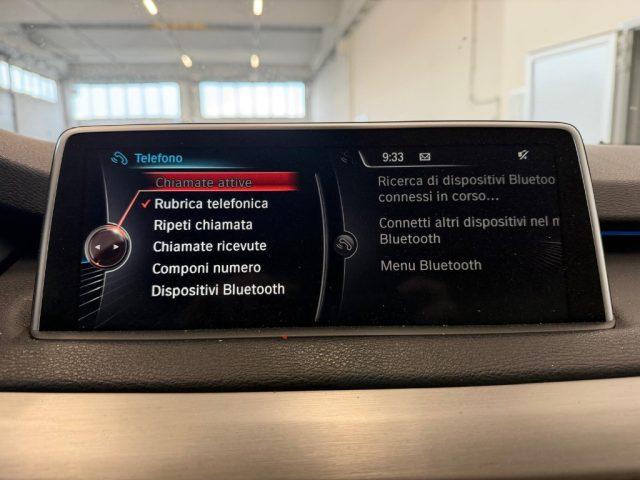 Telefono
Chiamate attive
Rubrica telefonica
Ripeti chiamata
Chiamate ricevute
Componi numero
Dispositivi Bluetooth
9:33
Ricerca di dispositivi Bluetoo
connessi in corso...
Connetti altri dispositivi nel m
Bluetooth
Menu Bluetooth